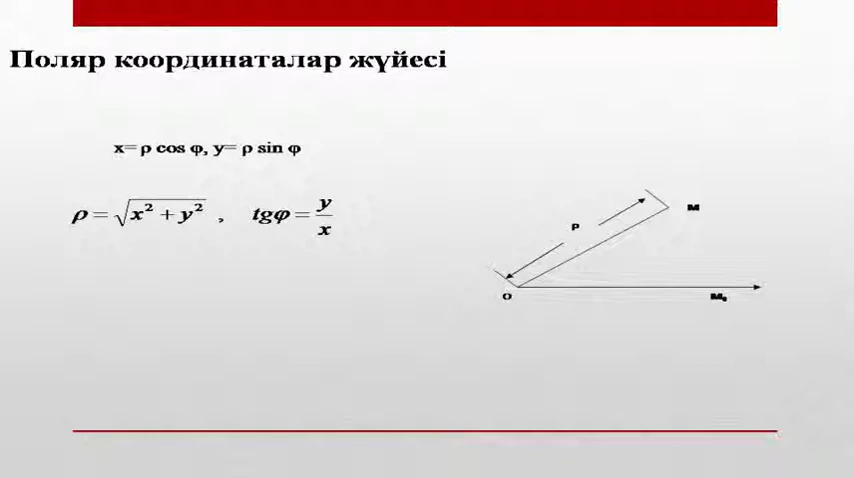 Поляр координаталар жүйесі
x= ρ cos φ, y= ρ sin φ
ρ = √x² + y² , tgφ = y/x
P
M
O
M₀